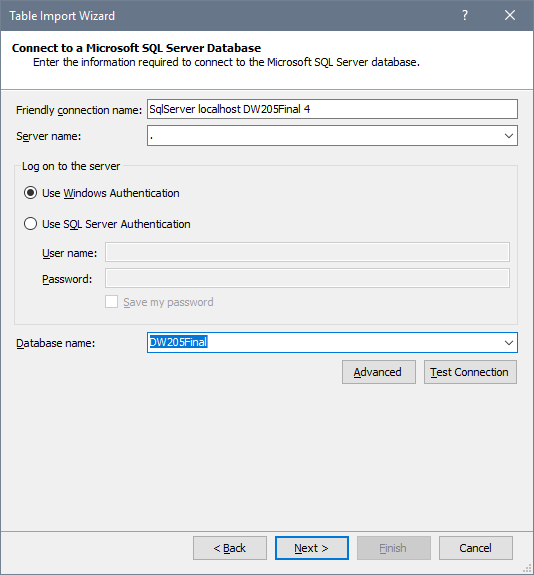 Table Import Wizard
?
Connect to a Microsoft SQL Server Database
Enter the information required to connect to the Microsoft SQL Server database.
Friendly connection name: SqlServer localhost DW205Final 4
Server name: .
Log on to the server
Use Windows Authentication
Use SQL Server Authentication
User name:
Password:
Save my password
Database name: DW205Final
Advanced Test Connection
< Back Next > Finish Cancel